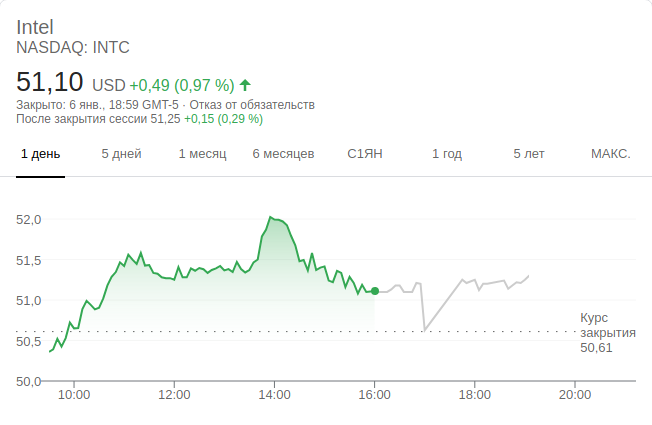 Intel
NASDAQ: INTC
51,10 USD +0,49 (0,97 %)
Закрыто: 6 янв., 18:59 GMT-5 · Отказ от обязательств
После закрытия сессии 51,25 +0,15 (0,29 %)
1 день 5 дней 1 месяц 6 месяцев С1ЯН 1 год 5 лет МАКС.
52,0
51,5
51,0
50,5
50,0
Курс
закрытия
50,61
10:00 12:00 14:00 16:00 18:00 20:00